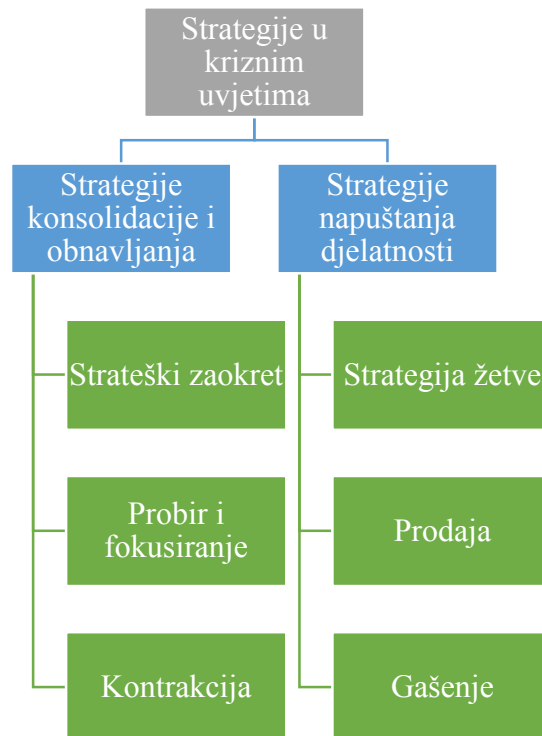 Strategije u
kriznim
uvjetima
Strategije
konsolidacije i
obnavljanja
Strategije
napuštanja
djelatnosti
Strateški zaokret
Strategija žetve
Probir i
fokusiranje
Prodaja
Kontrakcija
Gašenje